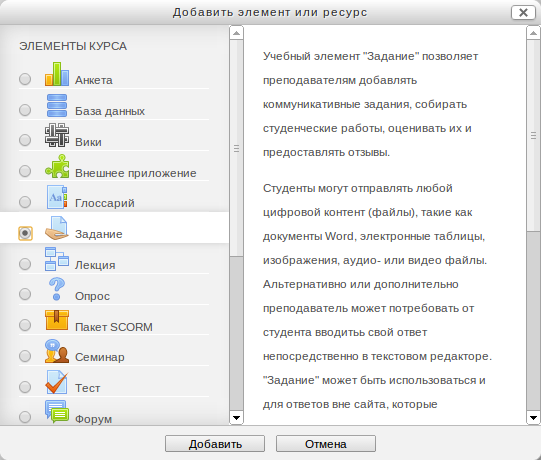 Добавить элемент или ресурс
ЭЛЕМЕНТЫ КУРСА
Анкета
База данных
Вики
Внешнее приложение
Глоссарий
Задание
Лекция
Опрос
Пакет SCORM
Семинар
Тест
Форум
Учебный элемент "Задание" позволяет
преподавателям добавлять
коммуникативные задания, собирать
студенческие работы, оценивать их и
предоставлять отзывы.
Студенты могут отправлять любой
цифровой контент (файлы), такие как
документы Word, электронные таблицы,
изображения, аудио- или видео файлы.
Альтернативно или дополнительно
преподаватель может потребовать от
студента вводитьь свой ответ
непосредственно в текстовом редакторе.
"Задание" может быть использоваться и
для ответов вне сайта, которые
Добавить
Отмена